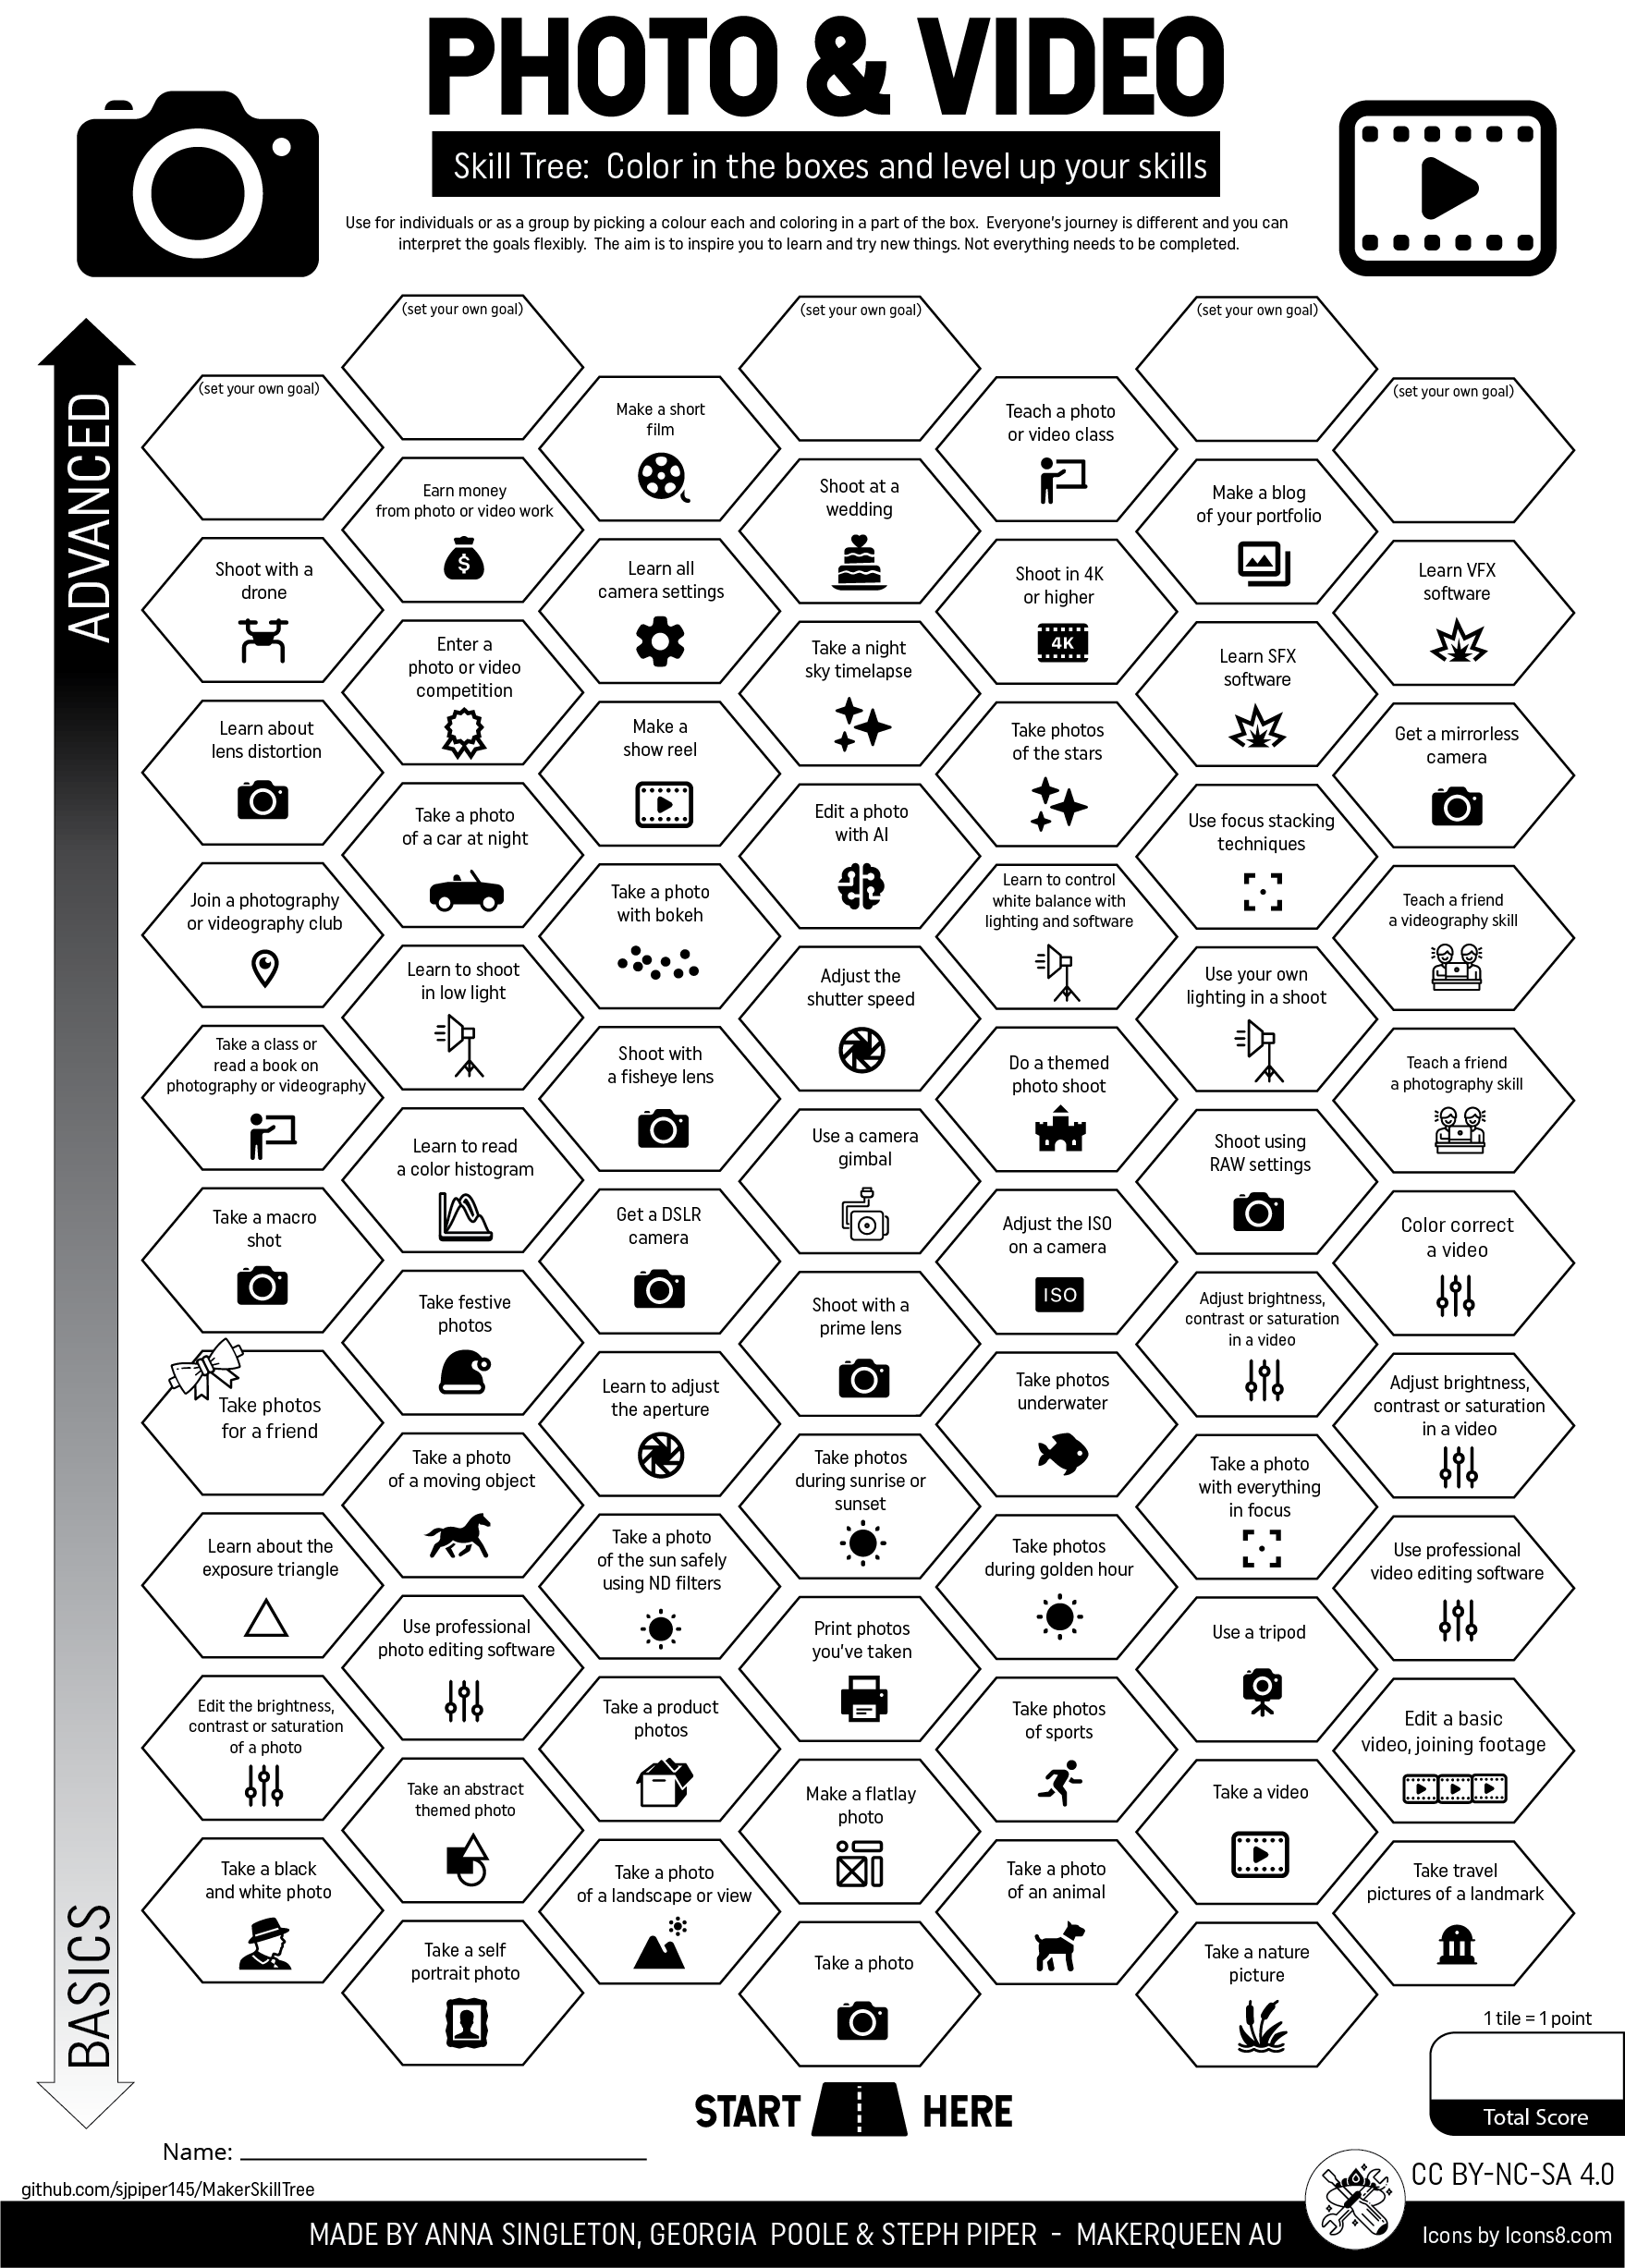 PHOTO & VIDEO
Skill Tree:  Color in the boxes and level up your skills
Use for individuals or as a group by picking a colour each and coloring in a part of the box.  Everyone's journey is different and you can
interpret the goals flexibly.  The aim is to inspire you to learn and try new things. Not everything needs to be completed.
ADVANCED
BASICS
(set your own goal)
(set your own goal)
(set your own goal)
(set your own goal)
(set your own goal)
Make a short
film
Teach a photo
or video class
Earn money
from photo or video work
$
Shoot at a
wedding
Make a blog
of your portfolio
Shoot with a
drone
Learn all
camera settings
Shoot in 4K
or higher
4K
Learn VFX
software
Enter a
photo or video
competition
Take a night
sky timelapse
Learn SFX
software
Learn about
lens distortion
Make a
show reel
Take photos
of the stars
Get a mirrorless
camera
Take a photo
of a car at night
Edit a photo
with AI
Use focus stacking
techniques
Join a photography
or videography club
Take a photo
with bokeh
Learn to control
white balance with
lighting and software
Teach a friend
a videography skill
Learn to shoot
in low light
Adjust the
shutter speed
Use your own
lighting in a shoot
Take a class or
read a book on
photography or videography
Shoot with
a fisheye lens
Do a themed
photo shoot
Teach a friend
a photography skill
Learn to read
a color histogram
Use a camera
gimbal
Shoot using
RAW settings
Take a macro
shot
Get a DSLR
camera
Adjust the ISO
on a camera
ISO
Color correct
a video
Take festive
photos
Shoot with a
prime lens
Adjust brightness,
contrast or saturation
in a video
Take photos
for a friend
Learn to adjust
the aperture
Take photos
underwater
Adjust brightness,
contrast or saturation
in a video
Take a photo
of a moving object
Take photos
during sunrise or
sunset
Take a photo
with everything
in focus
Learn about the
exposure triangle
Take a photo
of the sun safely
using ND filters
Take photos
during golden hour
Use professional
video editing software
Use professional
photo editing software
Print photos
you've taken
Use a tripod
Edit the brightness,
contrast or saturation
of a photo
Take a product
photos
Take photos
of sports
Edit a basic
video, joining footage
Take an abstract
themed photo
Make a flatlay
photo
Take a video
Take a black
and white photo
Take a photo
of a landscape or view
Take a photo
of an animal
Take travel
pictures of a landmark
Take a self
portrait photo
Take a photo
Take a nature
picture
1 tile = 1 point
Total Score
START HERE
Name:
github.com/sjpiper145/MakerSkillTree
CC BY-NC-SA 4.0
MADE BY ANNA SINGLETON, GEORGIA  POOLE & STEPH PIPER  -  MAKERQUEEN AU
Icons by Icons8.com